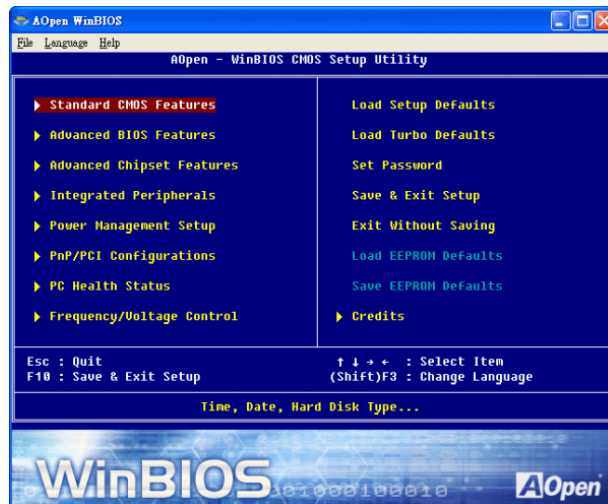 AOpen WinBIOS
File Language Help
AOpen - WinBIOS CMOS Setup Utility
Standard CMOS Features
Advanced BIOS Features
Advanced Chipset Features
Integrated Peripherals
Power Management Setup
PnP/PCI Configurations
PC Health Status
Frequency/Voltage Control
Load Setup Defaults
Load Turbo Defaults
Set Password
Save & Exit Setup
Exit Without Saving
Load EEPROM Defaults
Save EEPROM Defaults
Credits
Esc : Quit
F10 : Save & Exit Setup
↑ ↓ → ← : Select Item
(Shift)F3 : Change Language
Time, Date, Hard Disk Type...
WinBIOS
AOpen